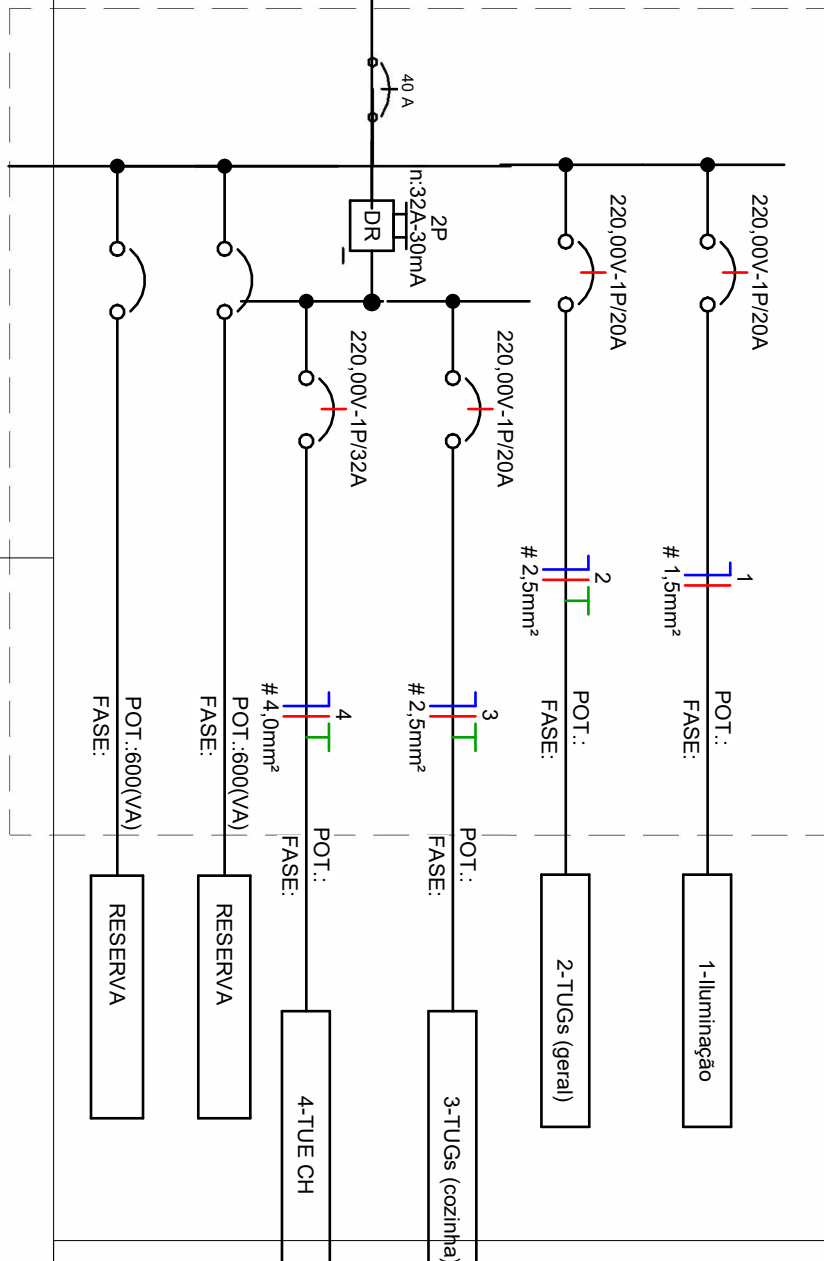 40 A
2P
n:32A-30mA
DR
I
220,00V-1P/20A
1
# 1,5mm²
POT.:
FASE:
1-Iluminação
220,00V-1P/20A
2
# 2,5mm²
POT.:
FASE:
2-TUGs (geral)
220,00V-1P/20A
3
# 2,5mm²
POT.:
FASE:
3-TUGs (cozinha)
220,00V-1P/32A
4
# 4,0mm²
POT.:
FASE:
4-TUE CH
POT.:600(VA)
FASE:
RESERVA
POT.:600(VA)
FASE:
RESERVA